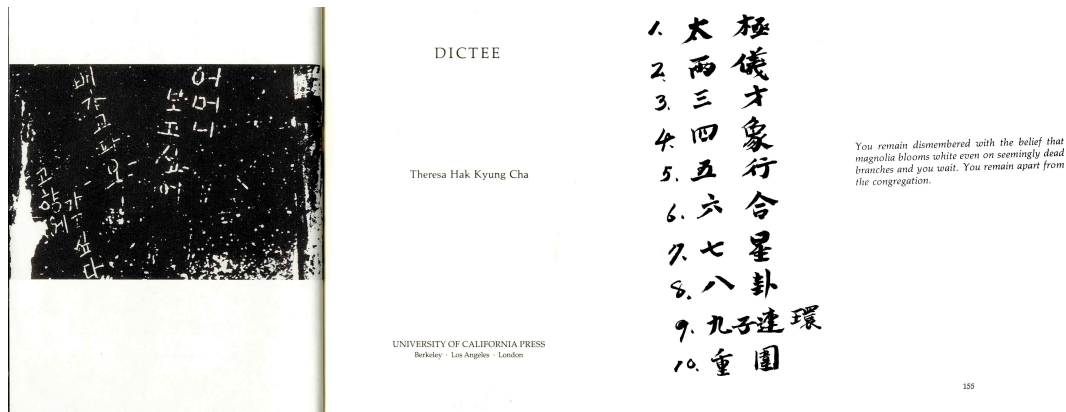 어머니
보고싶어
배가고파요
가고싶다
고향에
DICTEE
Theresa Hak Kyung Cha
UNIVERSITY OF CALIFORNIA PRESS
Berkeley · Los Angeles · London
1. 太極
2. 兩儀
3. 三才
4. 四象
5. 五行
6. 六合
7. 七星
8. 八卦
9. 九子連環
10. 重圍
You remain dismembered with the belief that
magnolia blooms white even on seemingly dead
branches and you wait. You remain apart from
the congregation.
155